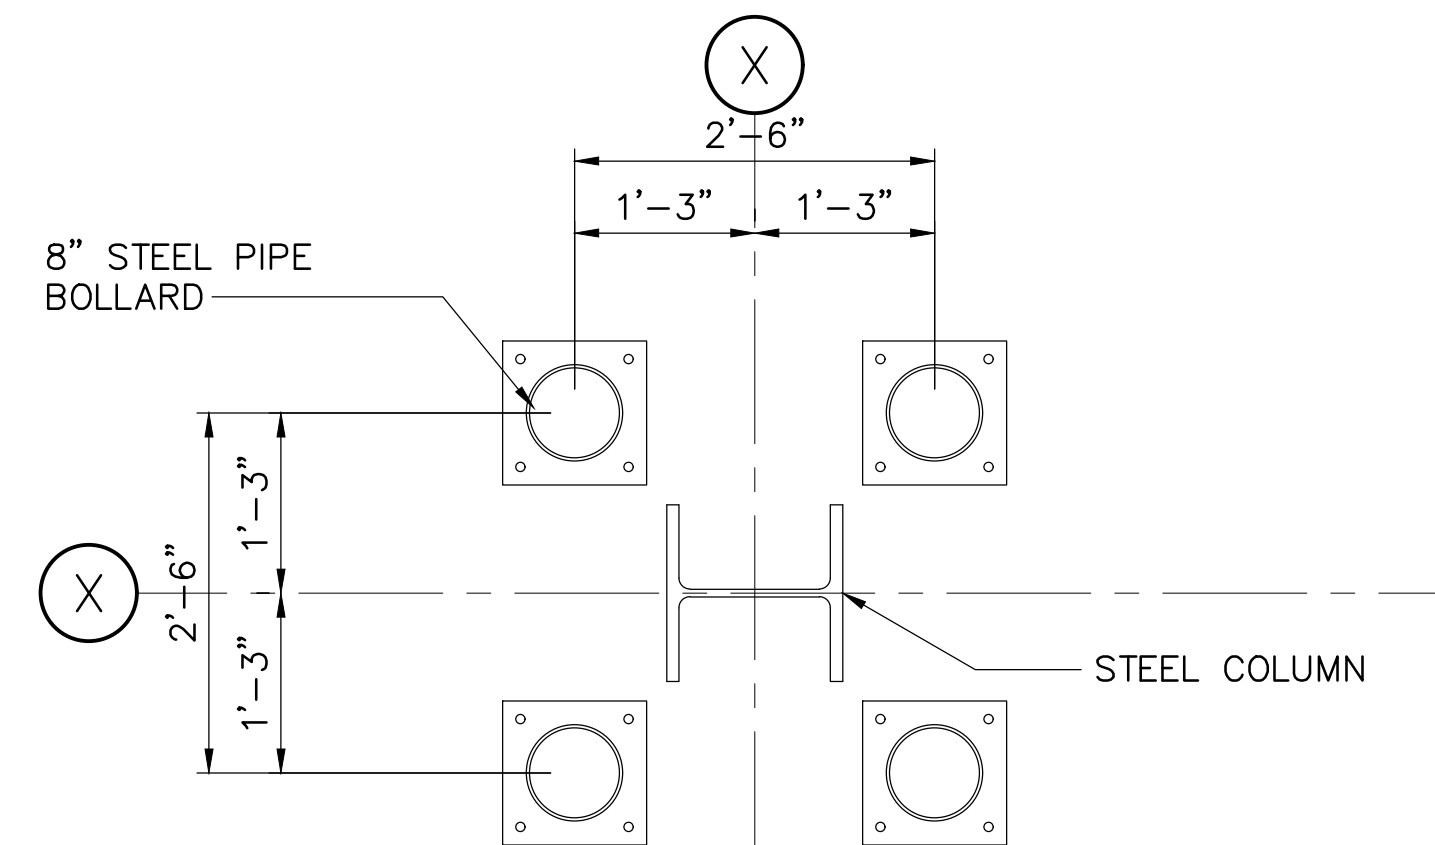 X
2'-6"
1'-3" 1'-3"
8" STEEL PIPE
BOLLARD
1'-3"
2'-6"
X
1'-3"
STEEL COLUMN